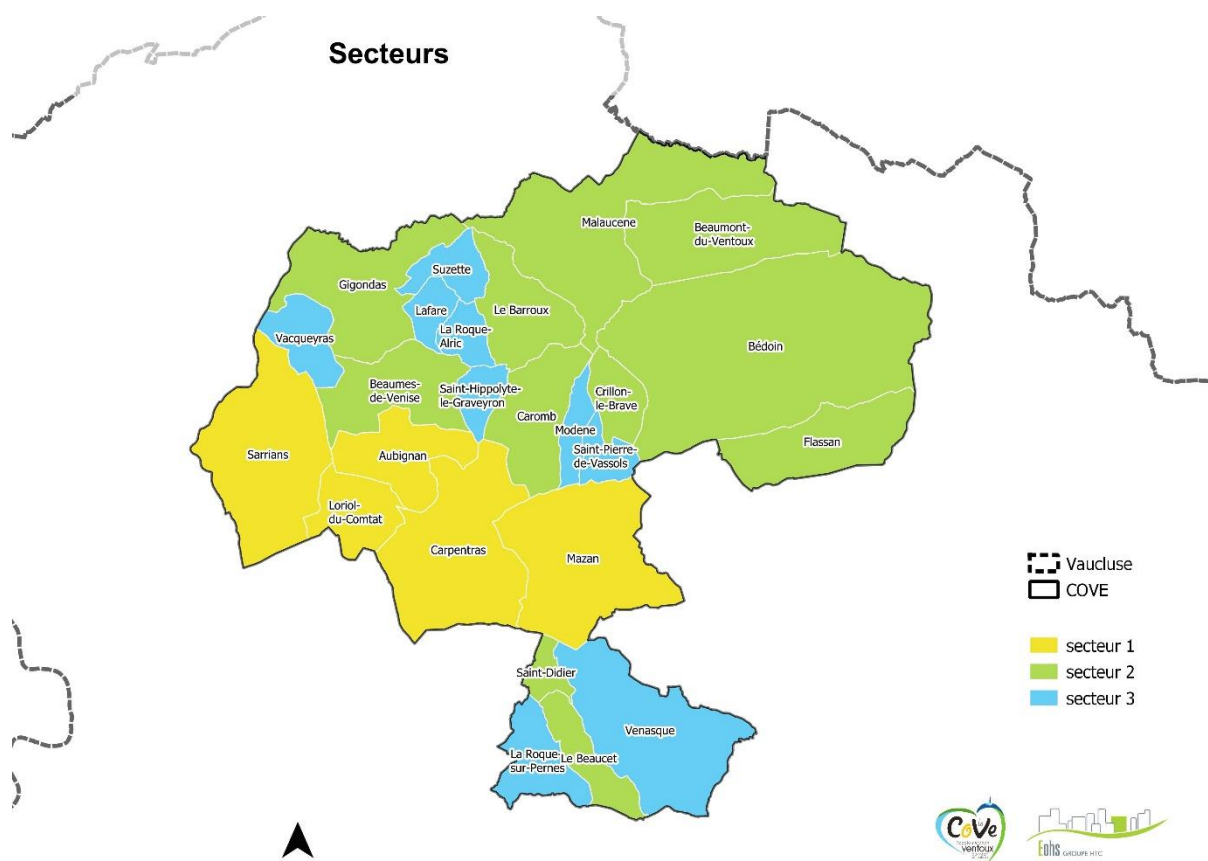 Secteurs
Malaucene
Beaumont-
du-Ventoux
Suzette
Gigondas
Lafare
Le Barroux
La Roque-
Alric
Vacqueyras
Bédoin
Beaumes-
de-Venise
Saint-Hippolyte-
le-Graveyron
Crillon-
le-Brave
Caromb
Modene
Flassan
Saint-Pierre-
de-Vassols
Sarrians
Aubignan
Loriol-
du-Comtat
Carpentras
Mazan
Vaucluse
COVE
secteur 1
secteur 2
secteur 3
Saint-Didier
Venasque
La Roque-
sur-Pernes
Le Beaucet
CoVe
ventoux
Eohs GROUPE HTC